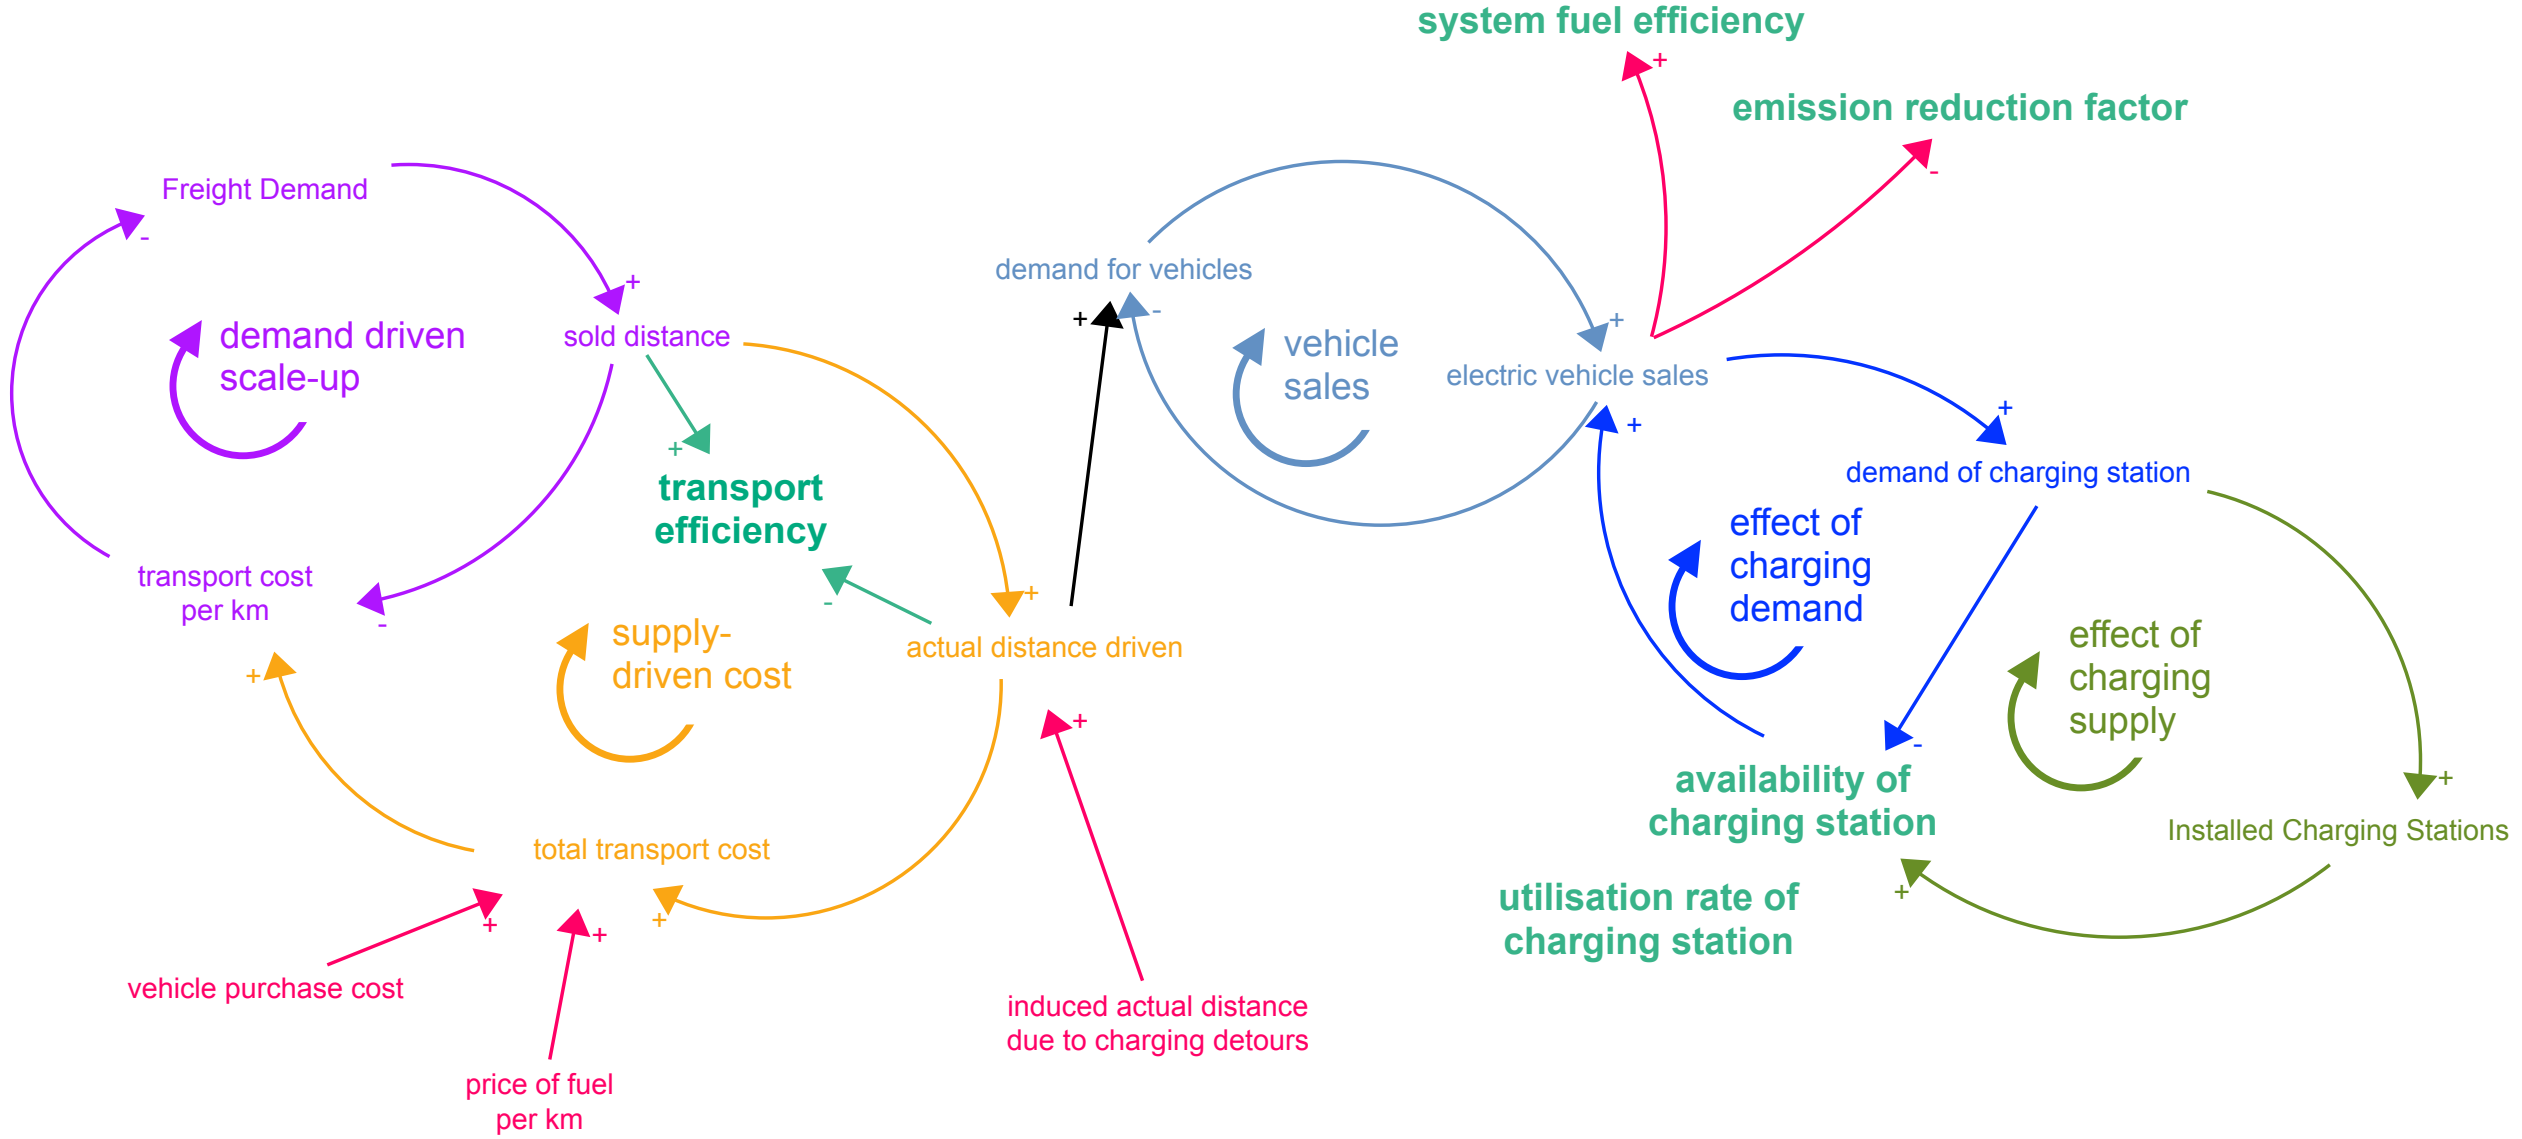 system fuel efficiency
+
emission reduction factor
-
Freight Demand
-
+
demand for vehicles
+
-
+
sold distance
demand driven
scale-up
vehicle
sales
electric vehicle sales
+
+
+
transport
efficiency
-
demand of charging station
effect of
charging
demand
transport cost
per km
-
+
supply-
driven cost
+
actual distance driven
effect of
charging
supply
+
-
availability of
charging station
+
Installed Charging Stations
total transport cost
+
+
+
+
utilisation rate of
charging station
vehicle purchase cost
induced actual distance
due to charging detours
price of fuel
per km